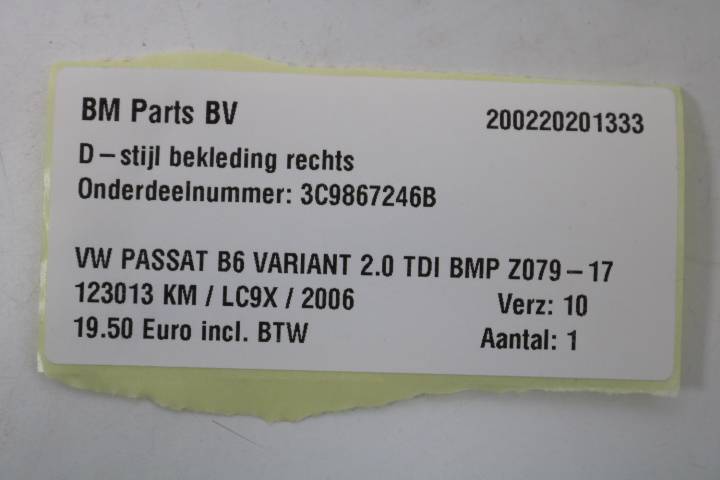 BM Parts BV 200220201333
D-stijl bekleding rechts
Onderdeelnummer: 3C9867246B
VW PASSAT B6 VARIANT 2.0 TDI BMP Z079-17
123013 KM / LC9X / 2006 Verz: 10
19.50 Euro incl. BTW Aantal: 1